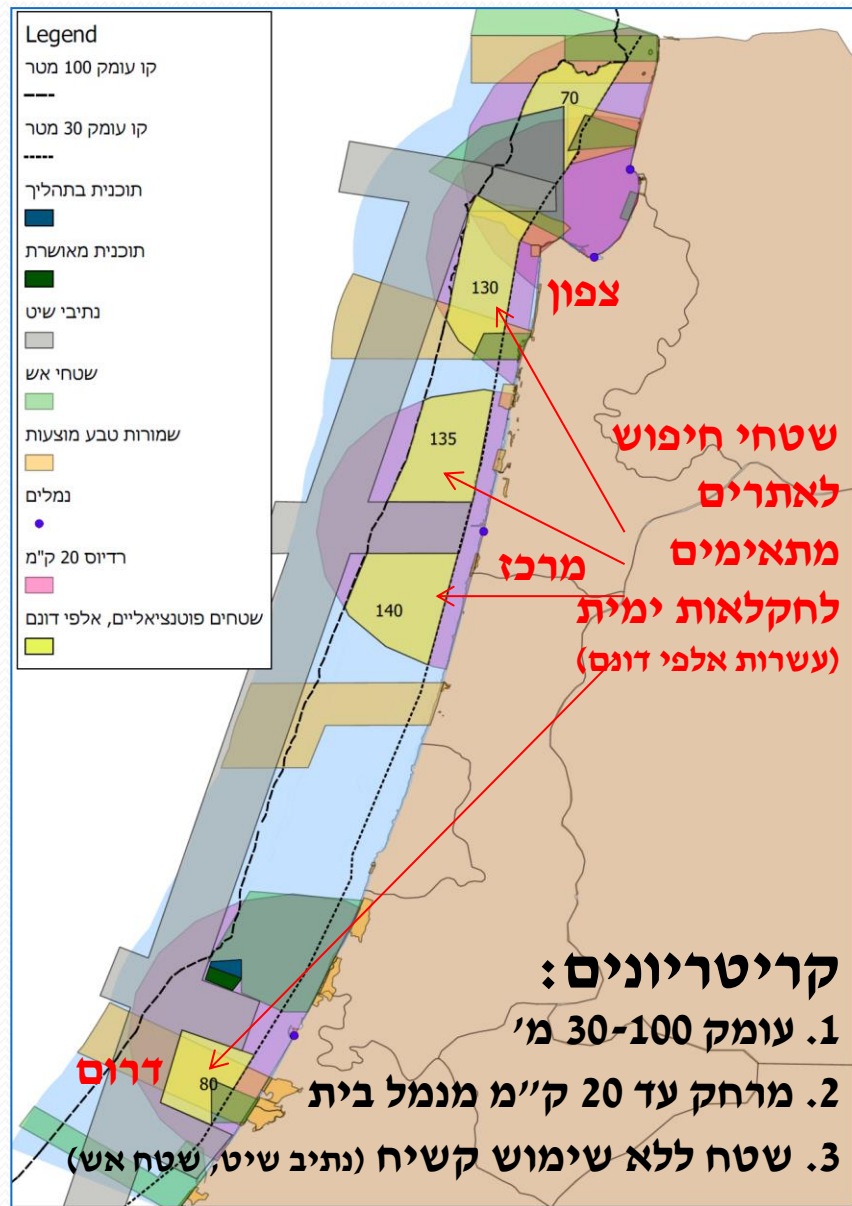 Legend
קו עומק 100 מטר
קו עומק 30 מטר
תוכנית בתהליך
תוכנית מאושרת
נתיבי שיט
שטחי אש
שמורות טבע מוצעות
נמלים
רדיוס 20 ק"מ
שטחים פוטנציאליים, אלפי דונם
70
130
צפון
135
140
מרכז
שטחי חיפוש
לאתרים
מתאימים
לחקלאות ימית
(עשרות אלפי דונם)
80
דרום
קריטריונים:
1. עומק 30-100 מ'
2. מרחק עד 20 ק"מ מנמל בית
3. שטח ללא שימוש קשיח (נתיב שיט, שטח אש)